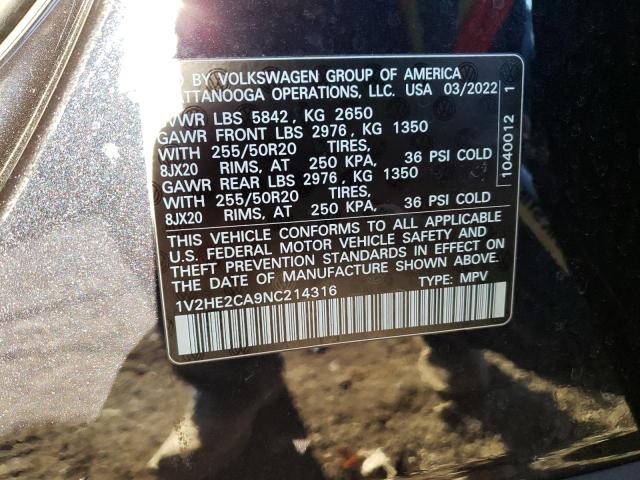 D BY VOLKSWAGEN GROUP OF AMERICA
ATTANOOGA OPERATIONS, LLC. USA 03/2022
VWR LBS 5842 , KG 2650
GAWR FRONT LBS 2976 , KG 1350
WITH 255/50R20 TIRES,
8JX20 RIMS, AT 250 KPA, 36 PSI COLD
GAWR REAR LBS 2976 , KG 1350
WITH 255/50R20 TIRES,
8JX20 RIMS, AT 250 KPA, 36 PSI COLD
THIS VEHICLE CONFORMS TO ALL APPLICABLE
U.S. FEDERAL MOTOR VEHICLE SAFETY AND
THEFT PREVENTION STANDARDS IN EFFECT ON
THE DATE OF MANUFACTURE SHOWN ABOVE.
1V2HE2CA9NC214316 TYPE: MPV
1040012 1